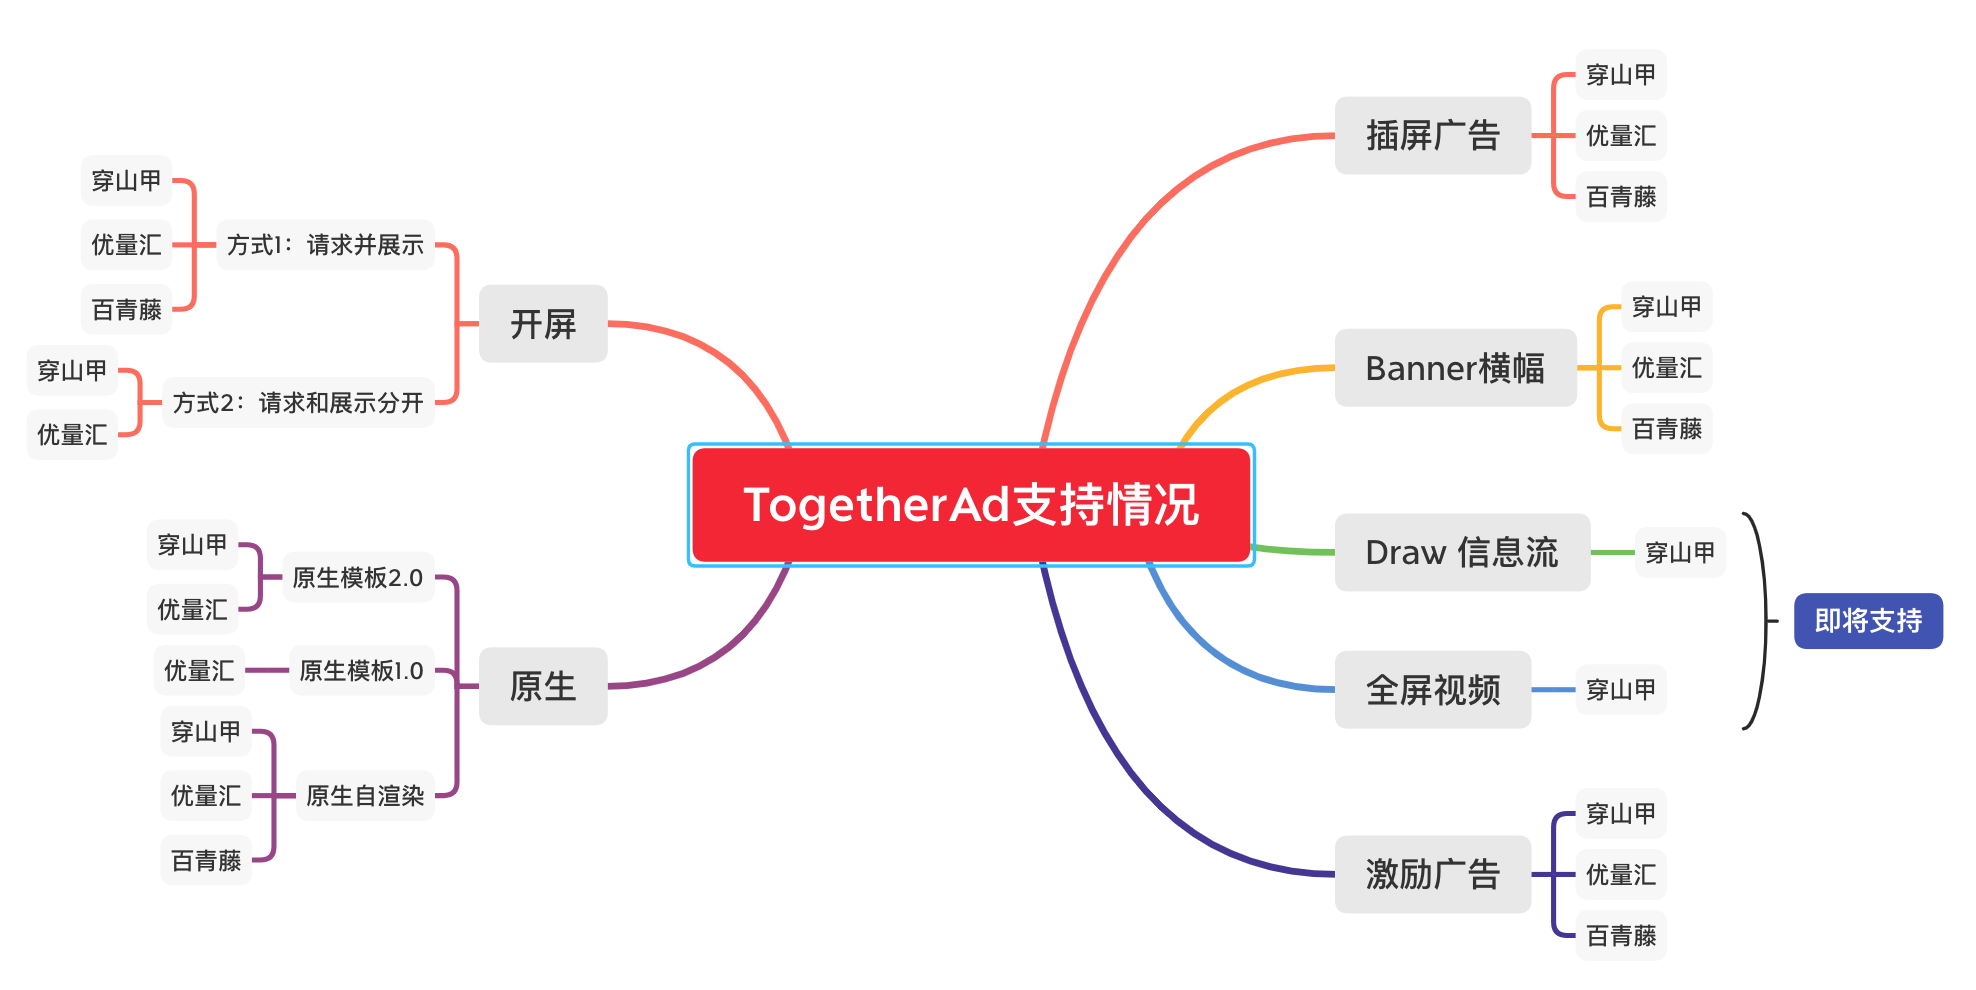 TogetherAd支持情况
开屏
方式1：请求并展示
穿山甲
优量汇
百青藤
方式2：请求和展示分开
穿山甲
优量汇
原生
原生模板2.0
穿山甲
优量汇
原生模板1.0
优量汇
原生自渲染
穿山甲
优量汇
百青藤
插屏广告
穿山甲
优量汇
百青藤
Banner横幅
穿山甲
优量汇
百青藤
Draw 信息流
穿山甲
全屏视频
穿山甲
即将支持
激励广告
穿山甲
优量汇
百青藤